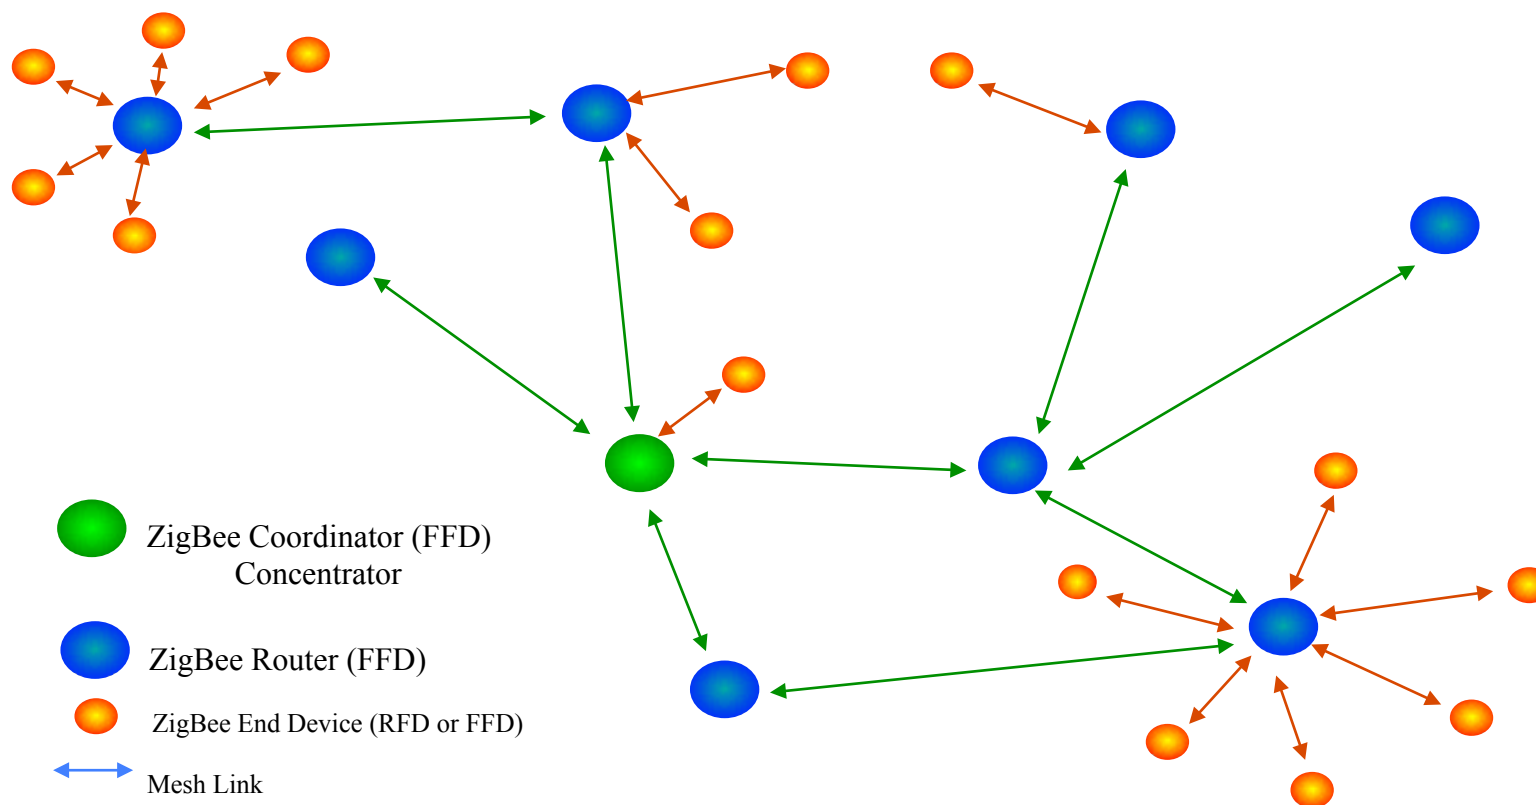 ZigBee Coordinator (FFD)
Concentrator
ZigBee Router (FFD)
ZigBee End Device (RFD or FFD)
Mesh Link